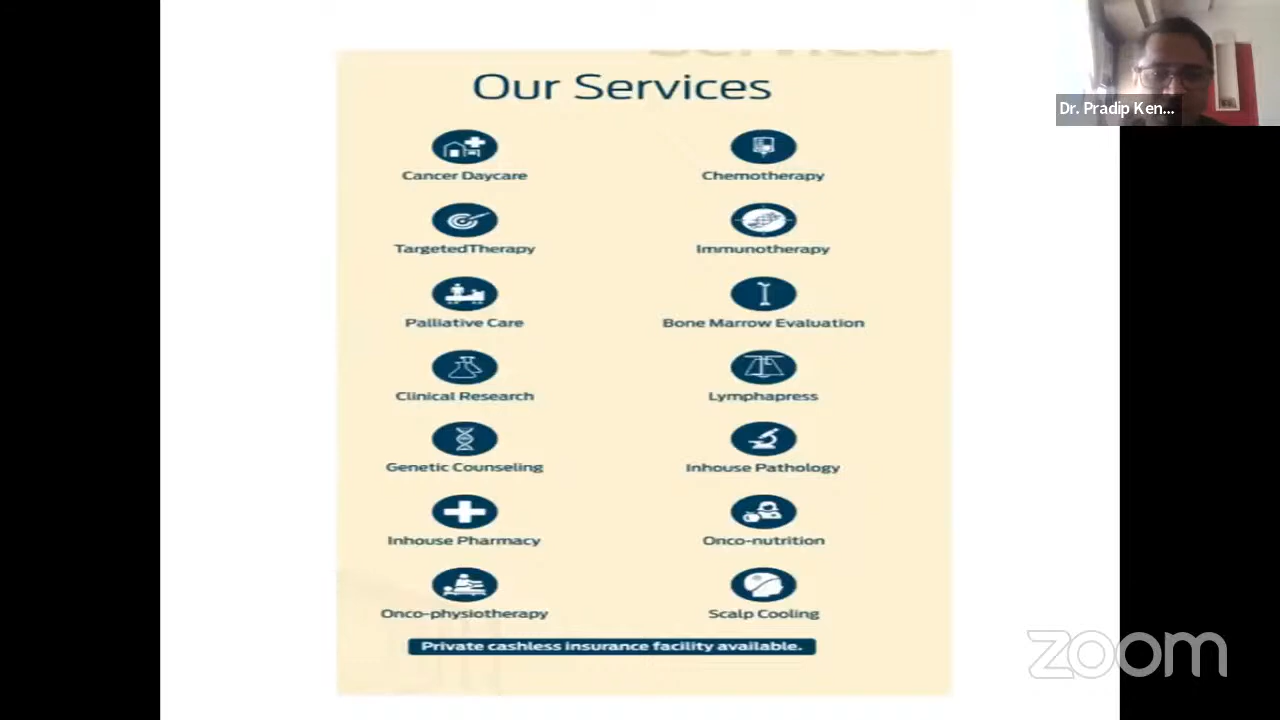 Our Services
Dr. Pradip Ken...
Cancer Daycare
Chemotherapy
TargetedTherapy
Immunotherapy
Palliative Care
Bone Marrow Evaluation
Clinical Research
Lymphapress
Genetic Counseling
Inhouse Pathology
Inhouse Pharmacy
Onco-nutrition
Onco-physiotherapy
Scalp Cooling
Private cashless insurance facility available.
zoom